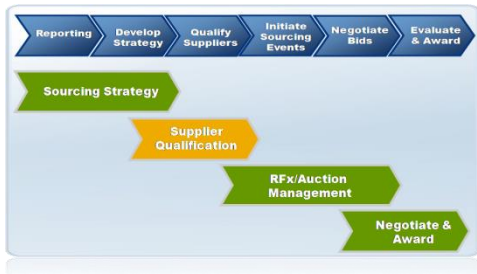 Reporting
Develop
Strategy
Qualify
Suppliers
Initiate
Sourcing
Events
Negotiate
Bids
Evaluate
& Award
Sourcing Strategy
Supplier
Qualification
RFx/Auction
Management
Negotiate &
Award